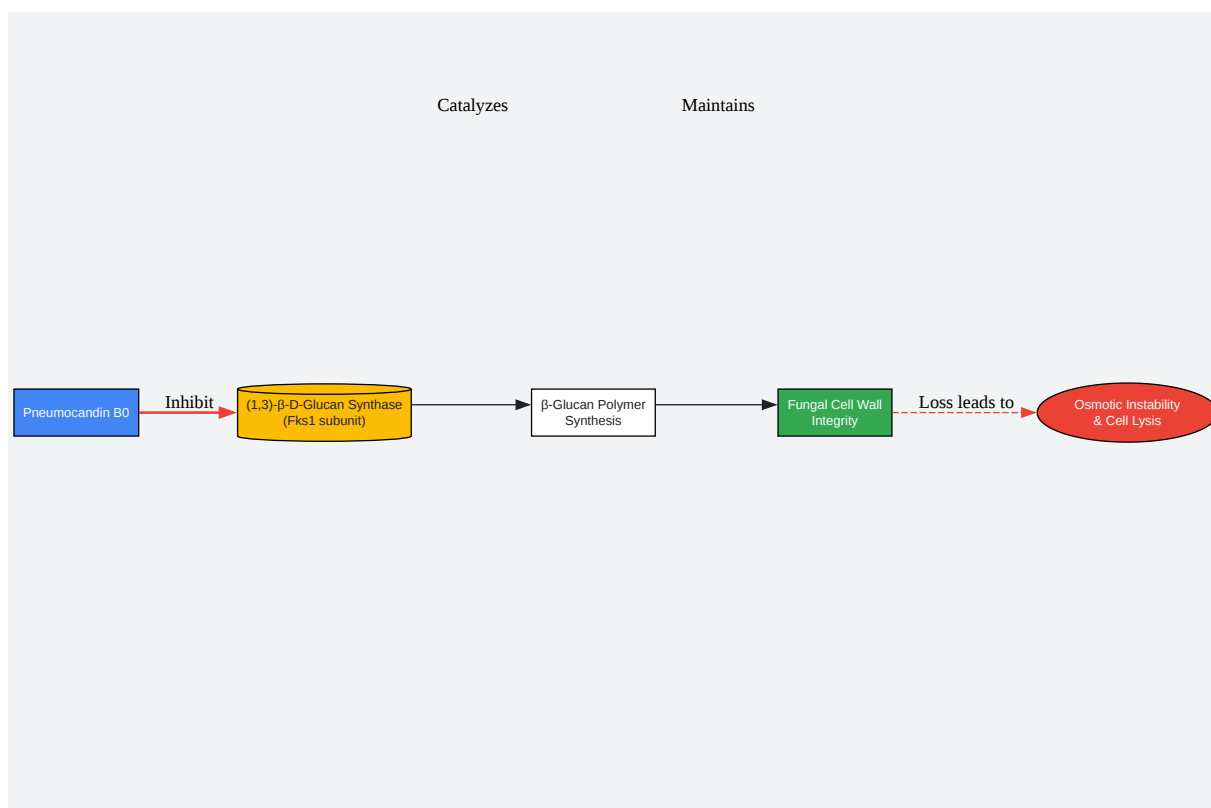 Catalyzes
Maintains
Pneumocandin B0
Inhibit
(1,3)-β-D-Glucan Synthase
(Fks1 subunit)
β-Glucan Polymer
Synthesis
Fungal Cell Wall
Integrity
Loss leads to
Osmotic Instability
& Cell Lysis